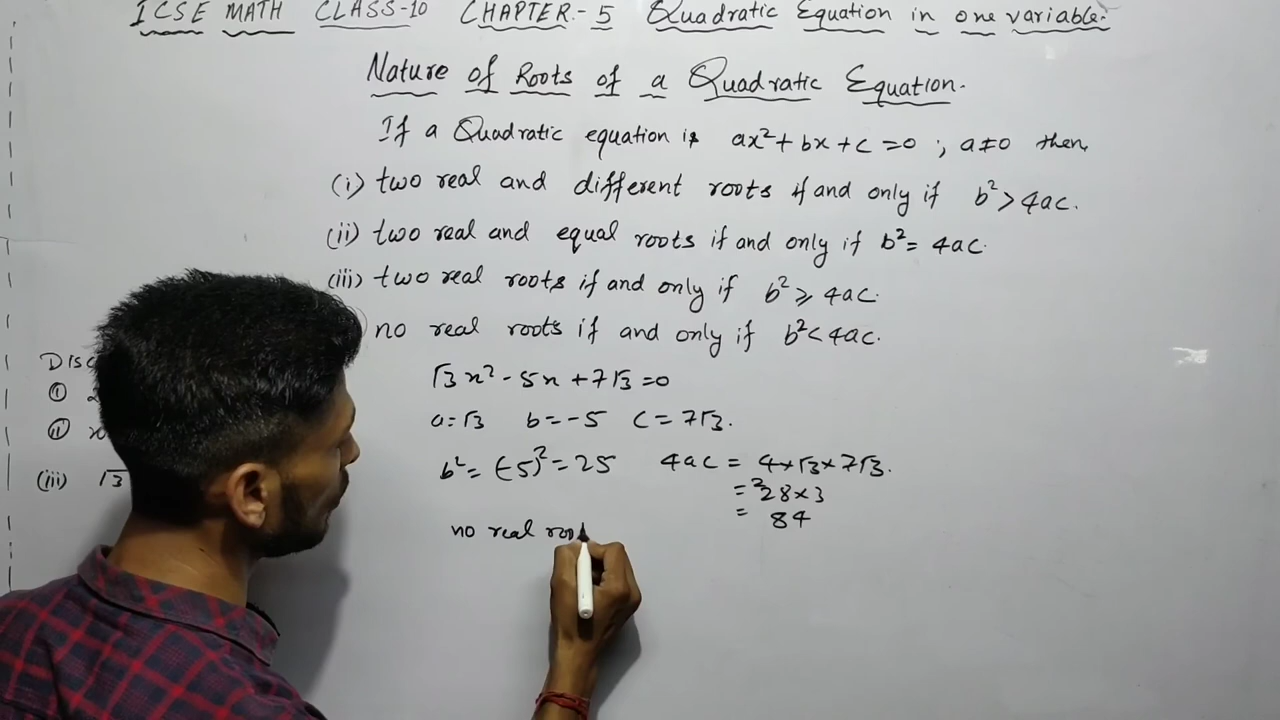 ICSE MATH CLASS-10 CHAPTER-5 Quadratic Equation in one variable.
Nature of Roots of a Quadratic Equation.
If a Quadratic equation is ax²+bx+c=0 ; a≠0 then,
(i) two real and different roots if and only if b²>4ac.
(ii) two real and equal roots if and only if b²=4ac.
(iii) two real roots if and only if b²⩾4ac.
no real roots if and only if b²<4ac.
√3x²-5x+7√3=0
a=√3 b=-5 c=7√3.
b²=(-5)²=25 4ac = 4×√3×7√3.
= 28×3
= 84
no real roo
(i)
(ii)
(iii) √3